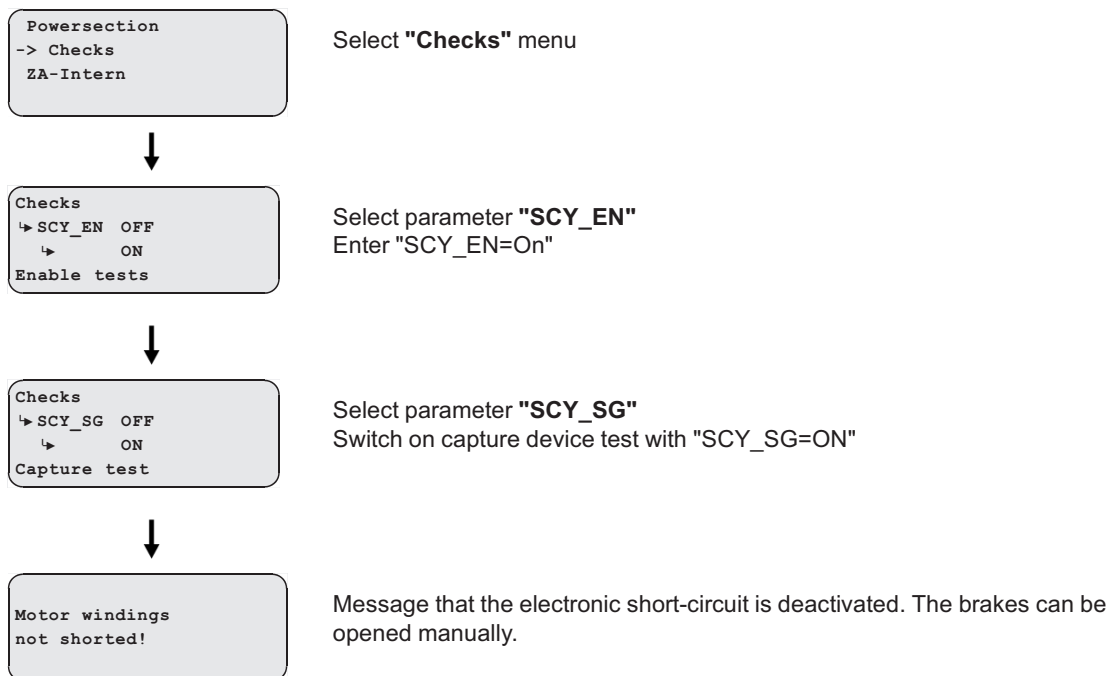 Powersection
-> Checks
ZA-Intern
Select "Checks" menu
Checks
↳ SCY_EN OFF
↳ ON
Enable tests
Select parameter "SCY_EN"
Enter "SCY_EN=On"
Checks
↳ SCY_SG OFF
↳ ON
Capture test
Select parameter "SCY_SG"
Switch on capture device test with "SCY_SG=ON"
Motor windings
not shorted!
Message that the electronic short-circuit is deactivated. The brakes can be
opened manually.